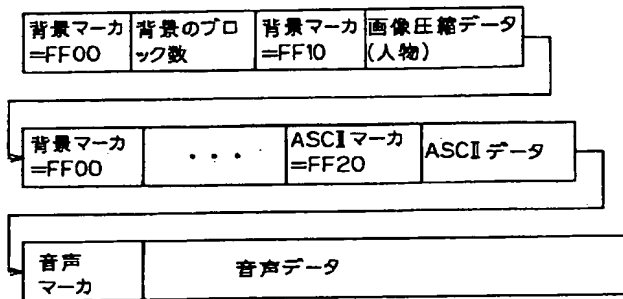 背景マーカ
=FF00
背景のブロ
ック数
背景マーカ
=FF10
画像圧縮データ
(人物)
背景マーカ
=FF00
・・・
ASCIIマーカ
=FF20
ASCIIデータ
音声
マーカ
音声データ